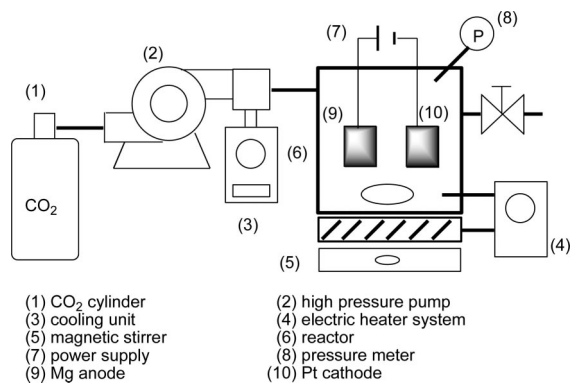 (7)
(8)
P
(2)
(1)
(9)
(10)
(6)
CO₂
(3)
(4)
(5)
(1) CO₂ cylinder
(2) high pressure pump
(3) cooling unit
(4) electric heater system
(5) magnetic stirrer
(6) reactor
(7) power supply
(8) pressure meter
(9) Mg anode
(10) Pt cathode